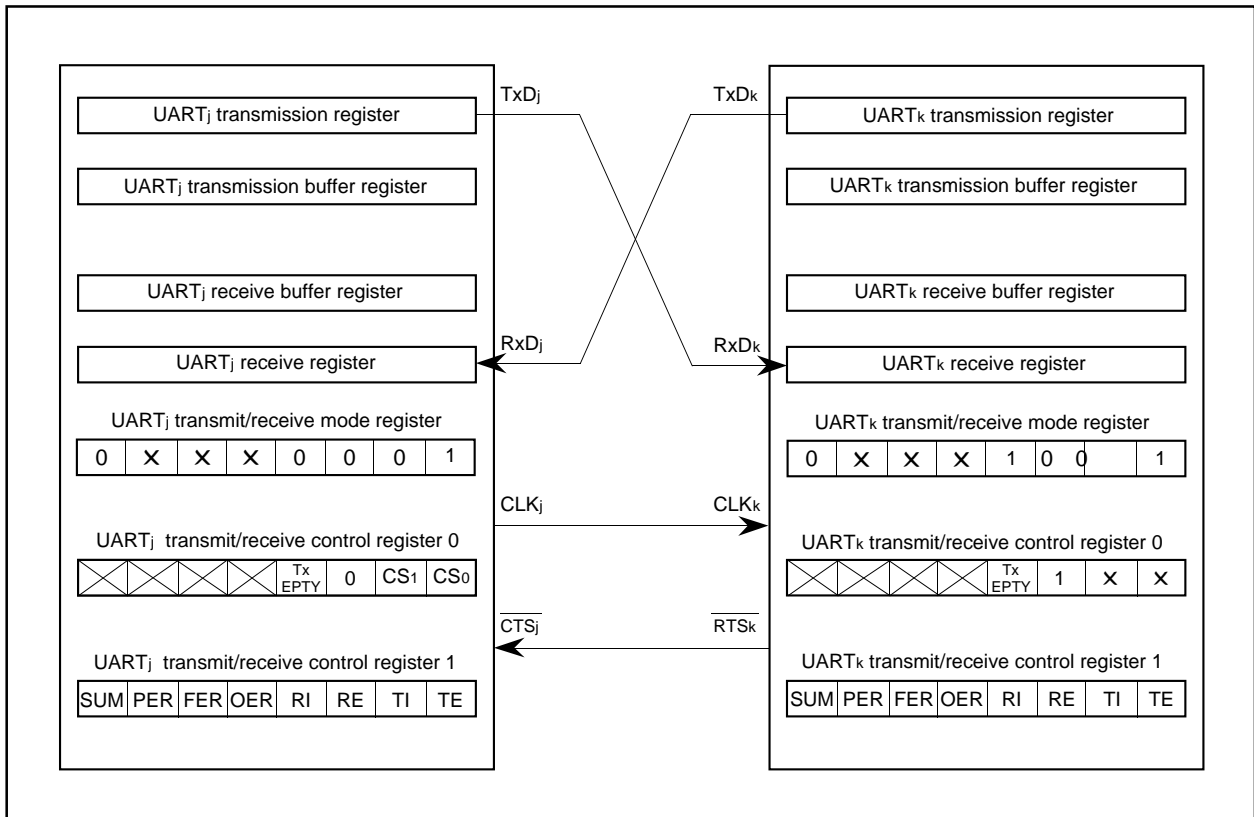 TxDj
TxDk
UARTj transmission register
UARTk transmission register
UARTj transmission buffer register
UARTk transmission buffer register
UARTj receive buffer register
UARTk receive buffer register
RxDj
RxDk
UARTj receive register
UARTk receive register
UARTj transmit/receive mode register
UARTk transmit/receive mode register
0 × × × 0 0 0 1
0 × × × 1 0 0 1
CLKj
CLKk
UARTj transmit/receive control register 0
UARTk transmit/receive control register 0
Tx EPTY 0 CS1 CS0
Tx EPTY 1 × ×
CTSj
RTSk
UARTj transmit/receive control register 1
UARTk transmit/receive control register 1
SUM PER FER OER RI RE TI TE
SUM PER FER OER RI RE TI TE